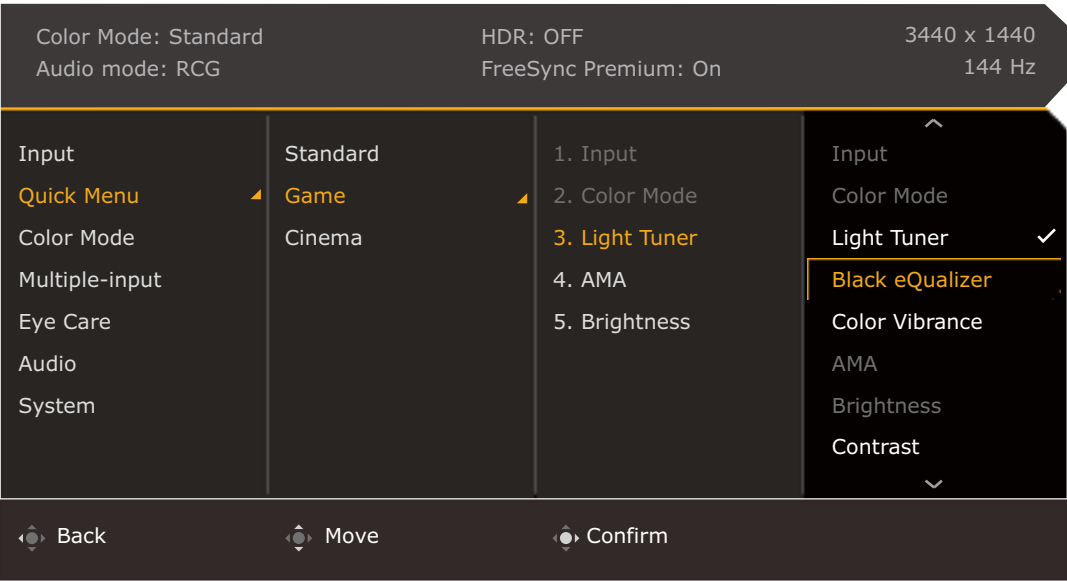 Color Mode: Standard
HDR: OFF
3440 x 1440
Audio mode: RCG
FreeSync Premium: On
144 Hz
Input
Quick Menu
Color Mode
Multiple-input
Eye Care
Audio
System
Standard
Game
Cinema
1. Input
2. Color Mode
3. Light Tuner
4. AMA
5. Brightness
Input
Color Mode
Light Tuner
Black eQualizer
Color Vibrance
AMA
Brightness
Contrast
Back
Move
Confirm